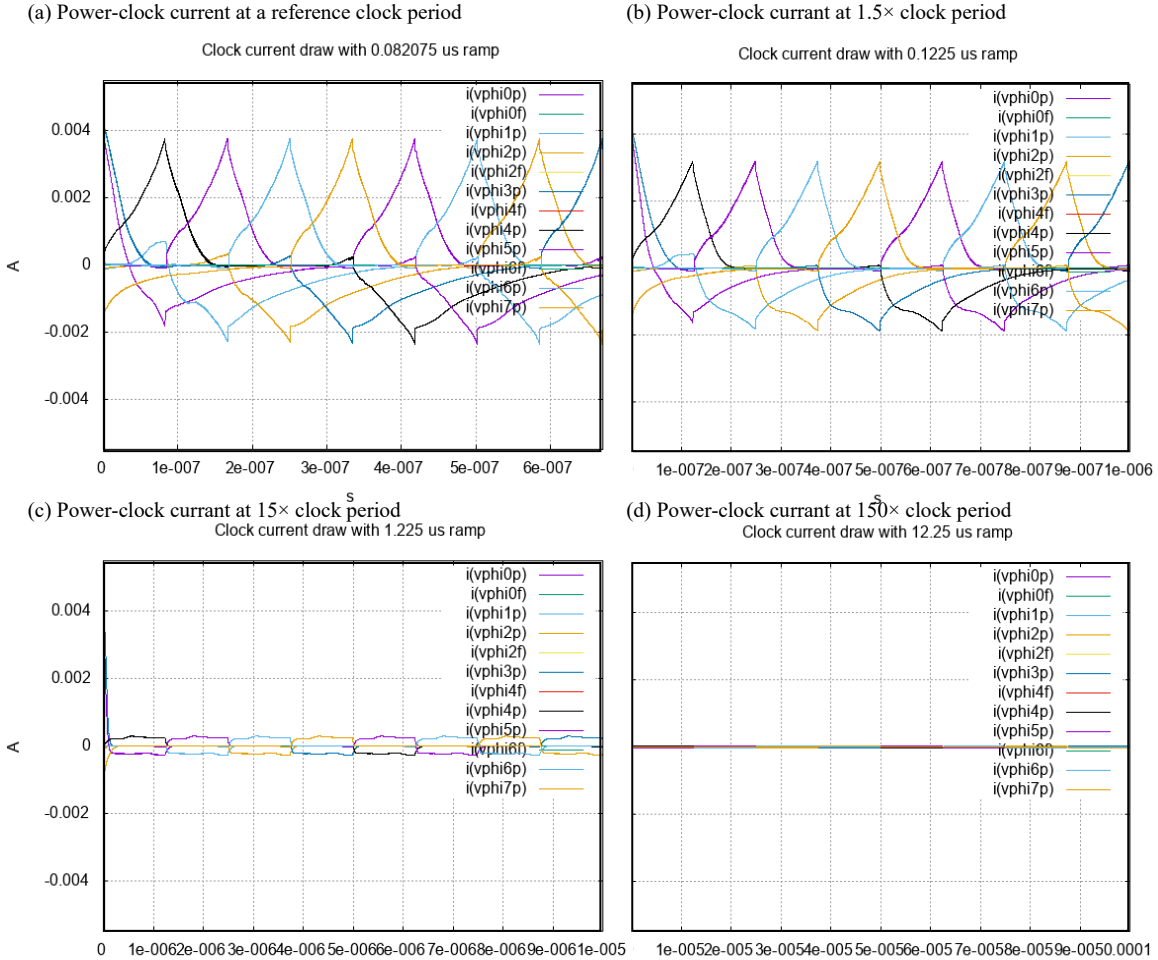 (a) Power-clock current at a reference clock period
Clock current draw with 0.082075 us ramp
i(vphi0p)
i(vphi0f)
i(vphi1p)
i(vphi2p)
i(vphi2f)
i(vphi3p)
i(vphi4f)
i(vphi4p)
i(vphi5p)
i(vphi6f)
i(vphi6p)
i(vphi7p)
0.004
0.002
0
-0.002
-0.004
A
0 1e-007 2e-007 3e-007 4e-007 5e-007 6e-007
s
(b) Power-clock currant at 1.5× clock period
Clock current draw with 0.1225 us ramp
i(vphi0p)
i(vphi0f)
i(vphi1p)
i(vphi2p)
i(vphi2f)
i(vphi3p)
i(vphi4f)
i(vphi4p)
i(vphi5p)
i(vphi6f)
i(vphi6p)
i(vphi7p)
1e-0072e-0073e-0074e-0075e-0076e-0077e-0078e-0079e-0071e-006
s
(c) Power-clock currant at 15× clock period
Clock current draw with 1.225 us ramp
i(vphi0p)
i(vphi0f)
i(vphi1p)
i(vphi2p)
i(vphi2f)
i(vphi3p)
i(vphi4f)
i(vphi4p)
i(vphi5p)
i(vphi6f)
i(vphi6p)
i(vphi7p)
0.004
0.002
0
-0.002
-0.004
A
0 1e-0062e-0063e-0064e-0065e-0066e-0067e-0068e-0069e-0061e-005
(d) Power-clock currant at 150× clock period
Clock current draw with 12.25 us ramp
i(vphi0p)
i(vphi0f)
i(vphi1p)
i(vphi2p)
i(vphi2f)
i(vphi3p)
i(vphi4f)
i(vphi4p)
i(vphi5p)
i(vphi6f)
i(vphi6p)
i(vphi7p)
1e-0052e-0053e-0054e-0055e-0056e-0057e-0058e-0059e-0050.0001